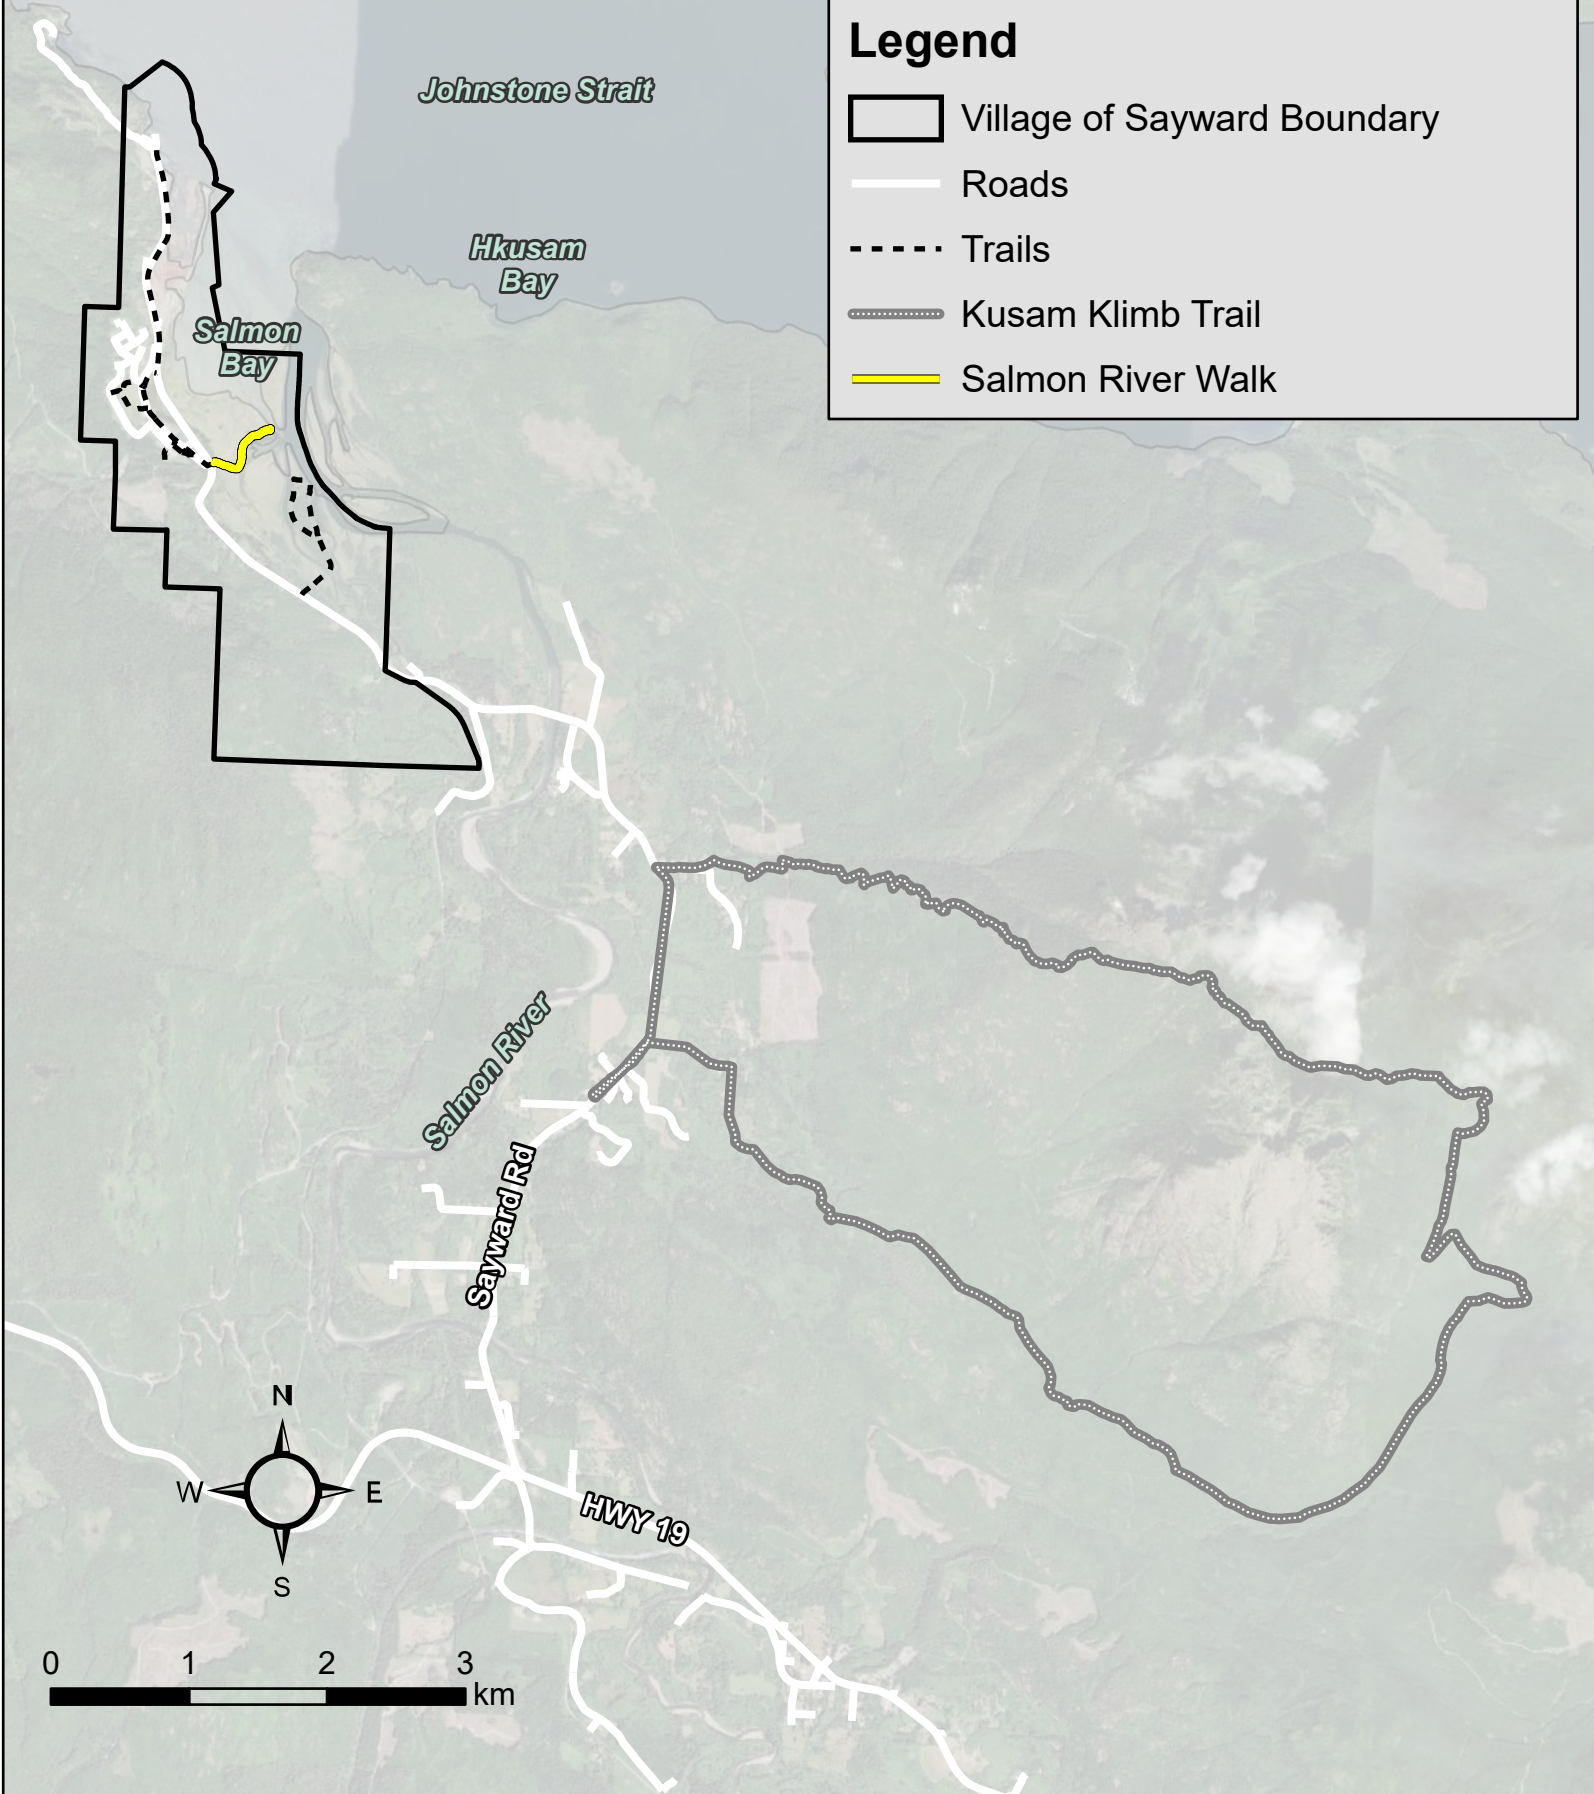 Legend
Village of Sayward Boundary
Roads
Trails
Kusam Klimb Trail
Salmon River Walk
Johnstone Strait
Hkusam
Bay
Salmon
Bay
Salmon River
Sayward Rd
HWY 19
N
W
E
S
0 1 2 3
km